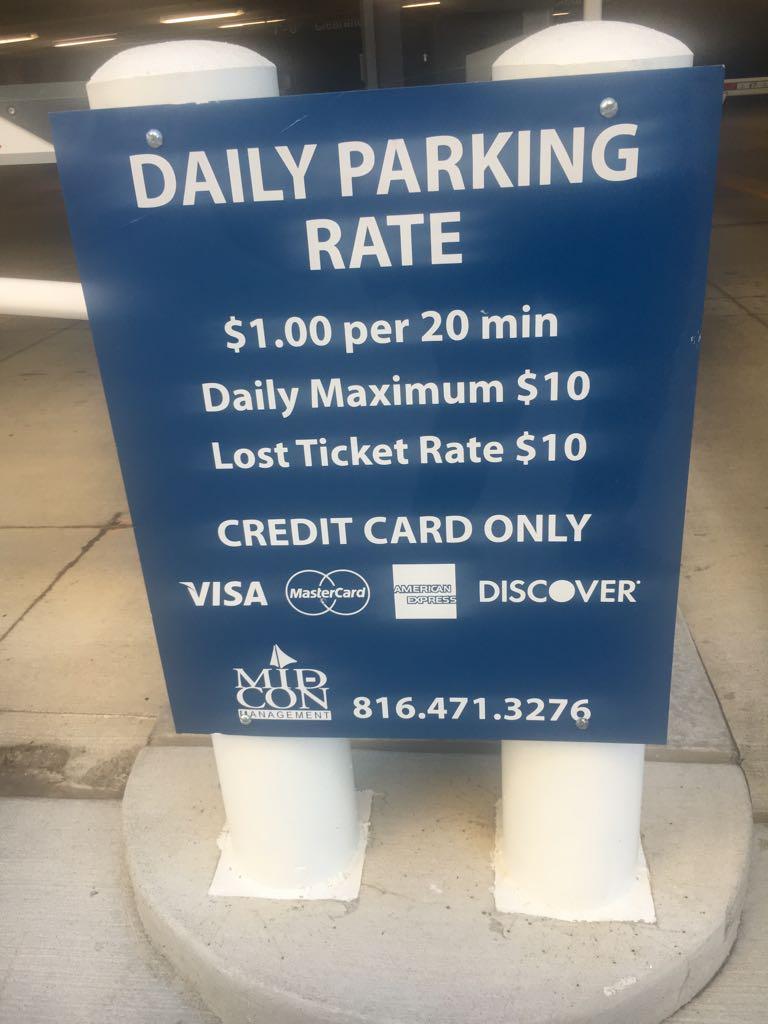 DAILY PARKING
RATE
$1.00 per 20 min
Daily Maximum $10
Lost Ticket Rate $10
CREDIT CARD ONLY
VISA MasterCard AMERICAN EXPRESS DISCOVER
MID-
CON
MANAGEMENT 816.471.3276